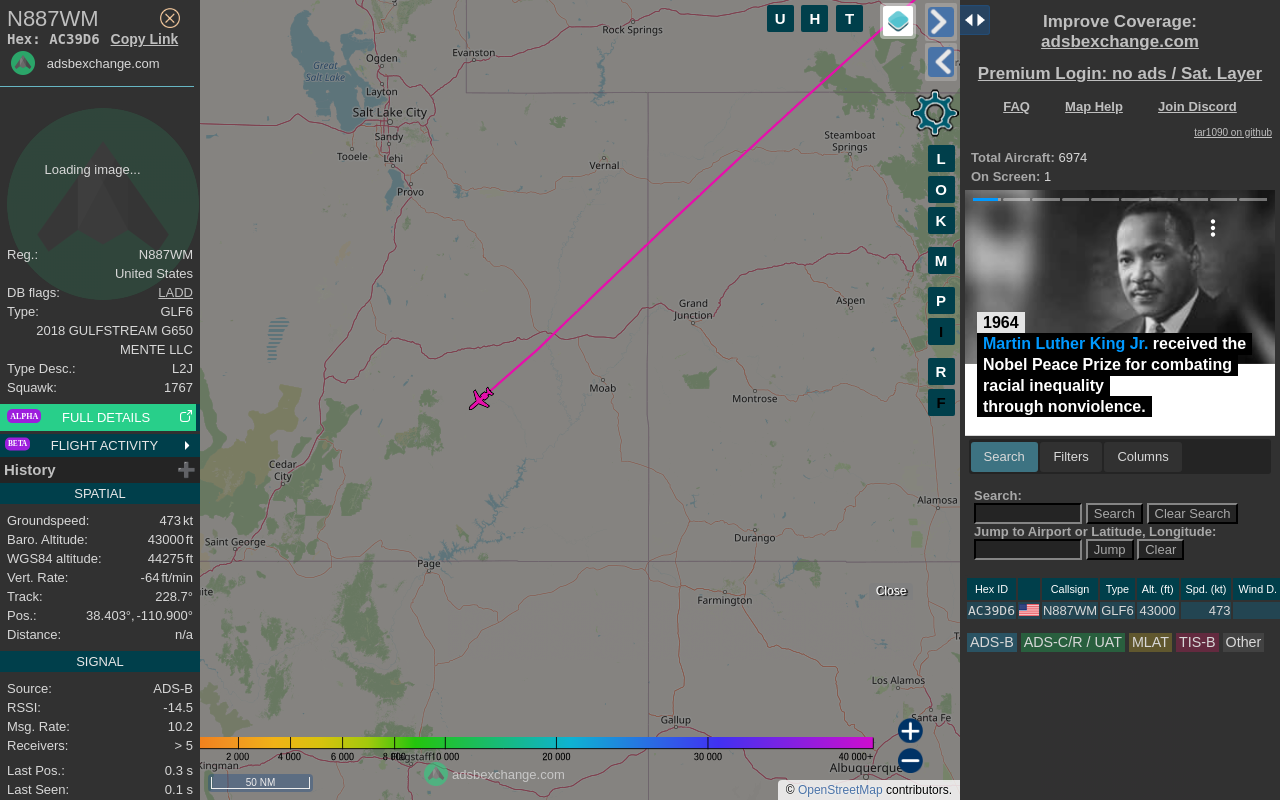 N887WM
Hex: AC39D6 Copy Link
adsbexchange.com
Loading image...
Reg.: N887WM
United States
DB flags: LADD
Type: GLF6
2018 GULFSTREAM G650
MENTE LLC
Type Desc.: L2J
Squawk: 1767
ALPHA FULL DETAILS
BETA FLIGHT ACTIVITY
History
SPATIAL
Groundspeed: 473 kt
Baro. Altitude: 43000 ft
WGS84 altitude: 44275 ft
Vert. Rate: -64 ft/min
Track: 228.7°
Pos.: 38.403°, -110.900°
Distance: n/a
SIGNAL
Source: ADS-B
RSSI: -14.5
Msg. Rate: 10.2
Receivers: > 5
Last Pos.: 0.3 s
Last Seen: 0.1 s
U H T
Rock Springs
Evanston
Ogden
Great
Salt Lake
Layton
Salt Lake City
Sandy
Tooele
Lehi
Provo
Vernal
Steamboat
Springs
L
O
K
M
P
I
R
F
Grand
Junction
Aspen
Moab
Montrose
Cedar
City
Alamosa
Saint George
Durango
Page
Farmington
Close
Los Alamos
Santa Fe
Gallup
Albuquerque
Kingman
2 000 4 000 6 000 8 000 10 000 20 000 30 000 40 000+
adsbexchange.com
50 NM
© OpenStreetMap contributors.
Improve Coverage:
adsbexchange.com
Premium Login: no ads / Sat. Layer
FAQ Map Help Join Discord
tar1090 on github
Total Aircraft: 6974
On Screen: 1
1964
Martin Luther King Jr. received the
Nobel Peace Prize for combating
racial inequality
through nonviolence.
Search Filters Columns
Search:
Search Clear Search
Jump to Airport or Latitude, Longitude:
Jump Clear
Hex ID Callsign Type Alt. (ft) Spd. (kt) Wind D.
AC39D6 N887WM GLF6 43000 473
ADS-B ADS-C/R / UAT MLAT TIS-B Other